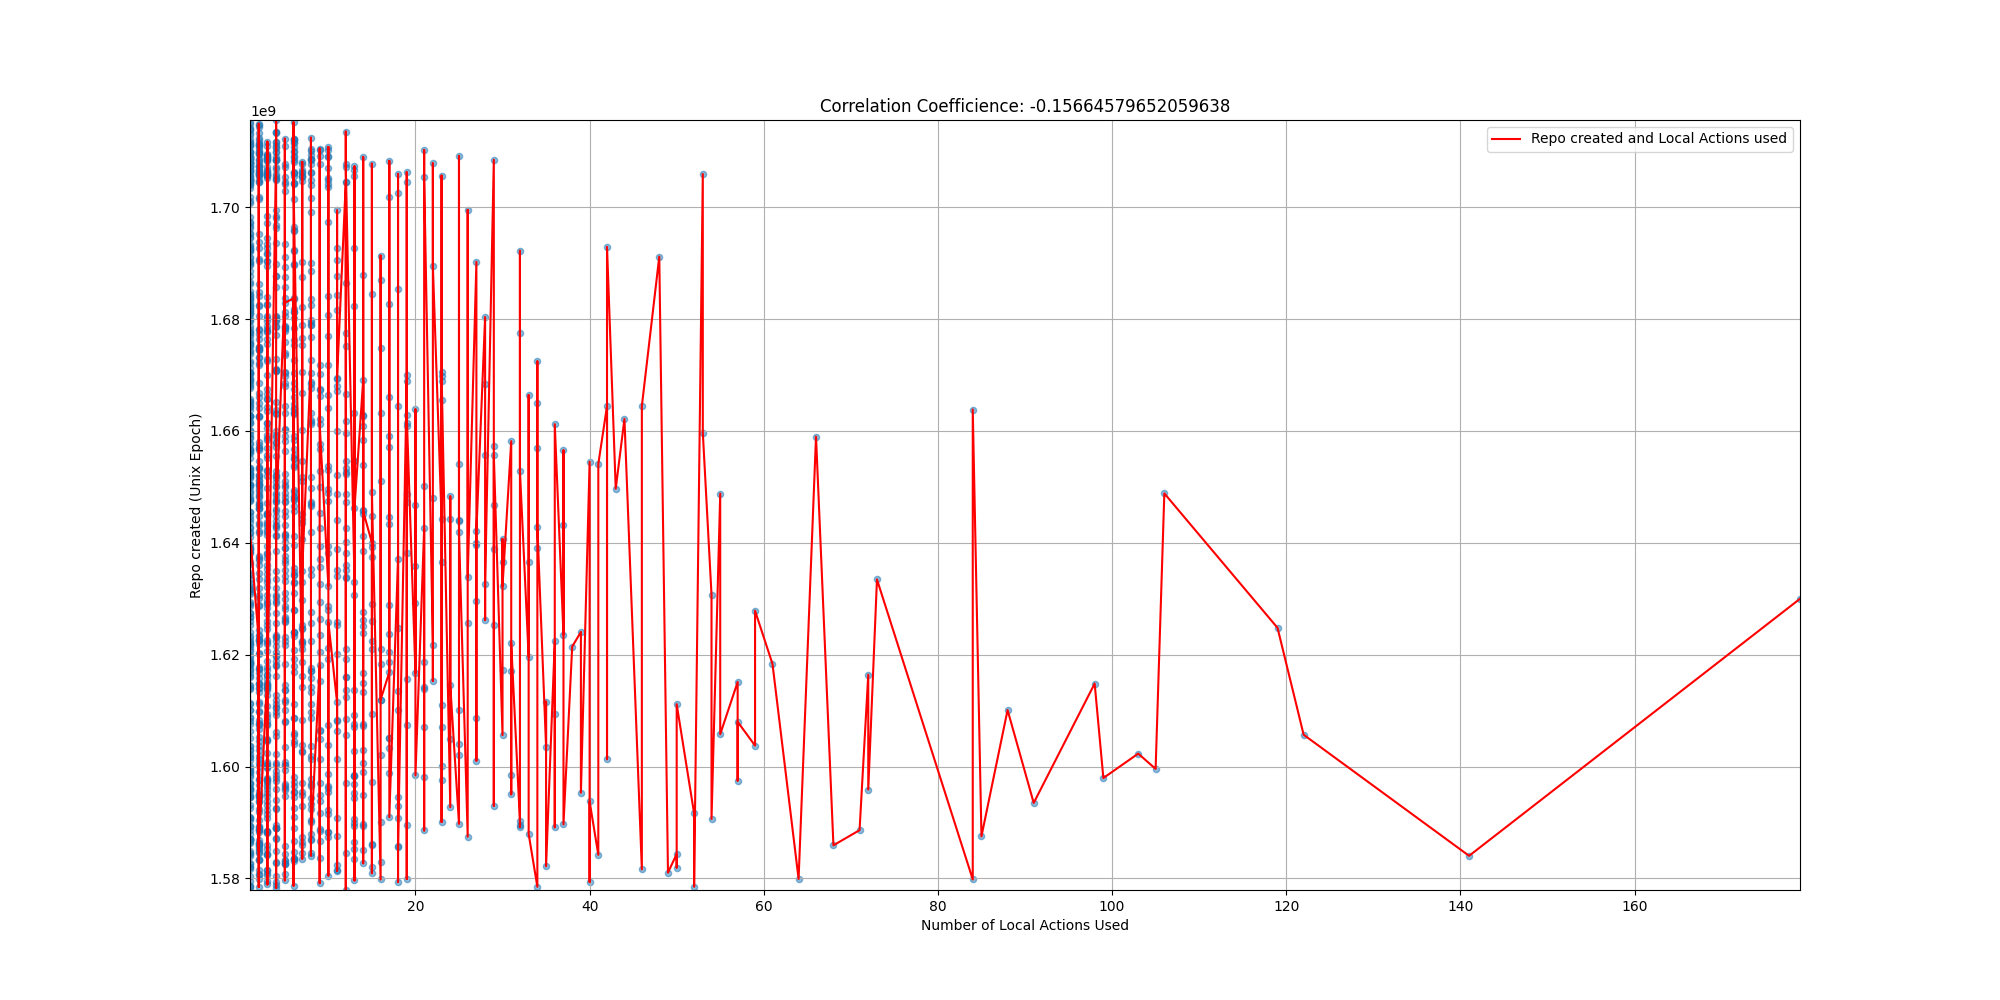 Correlation Coefficience: -0.15664579652059638
1e9
Repo created and Local Actions used
1.70
1.68
1.66
1.64
1.62
1.60
1.58
Repo created (Unix Epoch)
20 40 60 80 100 120 140 160
Number of Local Actions Used